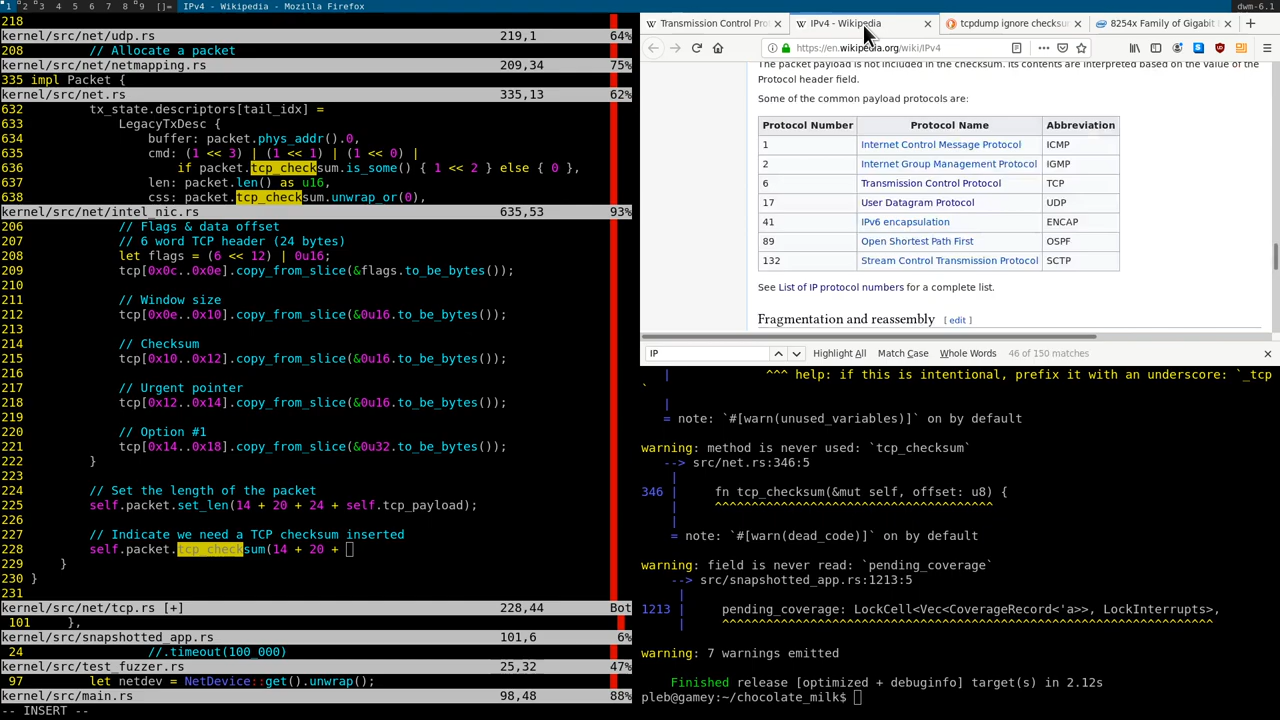 1 2 3 4 5 6 7 8 9 []= IPv4 - Wikipedia - Mozilla Firefox dwm-6.1
218
kernel/src/net/udp.rs 219,1 64%
208 // Allocate a packet
kernel/src/net/netmapping.rs 209,34 75%
335 impl Packet {
kernel/src/net.rs 335,13 62%
632 tx_state.descriptors[tail_idx] =
633 LegacyTxDesc {
634 buffer: packet.phys_addr().0,
635 cmd: (1 << 3) | (1 << 1) | (1 << 0) |
636 if packet.tcp_checksum.is_some() { 1 << 2 } else { 0 },
637 len: packet.len() as u16,
638 css: packet.tcp_checksum.unwrap_or(0),
kernel/src/net/intel_nic.rs 635,53 93%
206 // Flags & data offset
207 // 6 word TCP header (24 bytes)
208 let flags = (6 << 12) | 0u16;
209 tcp[0x0c..0x0e].copy_from_slice(&flags.to_be_bytes());
210
211 // Window size
212 tcp[0x0e..0x10].copy_from_slice(&0u16.to_be_bytes());
213
214 // Checksum
215 tcp[0x10..0x12].copy_from_slice(&0u16.to_be_bytes());
216
217 // Urgent pointer
218 tcp[0x12..0x14].copy_from_slice(&0u16.to_be_bytes());
219
220 // Option #1
221 tcp[0x14..0x18].copy_from_slice(&0u32.to_be_bytes());
222 }
223
224 // Set the length of the packet
225 self.packet.set_len(14 + 20 + 24 + self.tcp_payload);
226
227 // Indicate we need a TCP checksum inserted
228 self.packet.tcp_checksum(14 + 20 +
229 }
230 }
231
kernel/src/net/tcp.rs [+] 228,44 Bot
101 },
kernel/src/snapshotted_app.rs 101,6 6%
24 //.timeout(100_000)
kernel/src/test_fuzzer.rs 25,32 47%
97 let netdev = NetDevice::get().unwrap();
kernel/src/main.rs 98,48 88%
-- INSERT --
Transmission Control Pro
IPv4 - Wikipedia
tcpdump ignore checksu
8254x Family of Gigabit
https://en.wikipedia.org/wiki/IPv4
The packet payload is not included in the checksum. Its contents are interpreted based on the value of the
Protocol header field.
Some of the common payload protocols are:
Protocol Number Protocol Name Abbreviation
1 Internet Control Message Protocol ICMP
2 Internet Group Management Protocol IGMP
6 Transmission Control Protocol TCP
17 User Datagram Protocol UDP
41 IPv6 encapsulation ENCAP
89 Open Shortest Path First OSPF
132 Stream Control Transmission Protocol SCTP
See List of IP protocol numbers for a complete list.
Fragmentation and reassembly [ edit ]
IP Highlight All Match Case Whole Words 46 of 150 matches
| ^^^ help: if this is intentional, prefix it with an underscore: `_tcp
`
|
= note: `#[warn(unused_variables)]` on by default
warning: method is never used: `tcp_checksum`
--> src/net.rs:346:5
|
346 | fn tcp_checksum(&mut self, offset: u8) {
| ^^^^^^^^^^^^^^^^^^^^^^^^^^^^^^^^^^^^^^
|
= note: `#[warn(dead_code)]` on by default
warning: field is never read: `pending_coverage`
--> src/snapshotted_app.rs:1213:5
|
1213 | pending_coverage: LockCell<Vec<CoverageRecord<'a>>, LockInterrupts>,
| ^^^^^^^^^^^^^^^^^^^^^^^^^^^^^^^^^^^^^^^^^^^^^^^^^^^^^^^^^^^^^^^^^^^
warning: 7 warnings emitted
Finished release [optimized + debuginfo] target(s) in 2.12s
pleb@gamey:~/chocolate_milk$